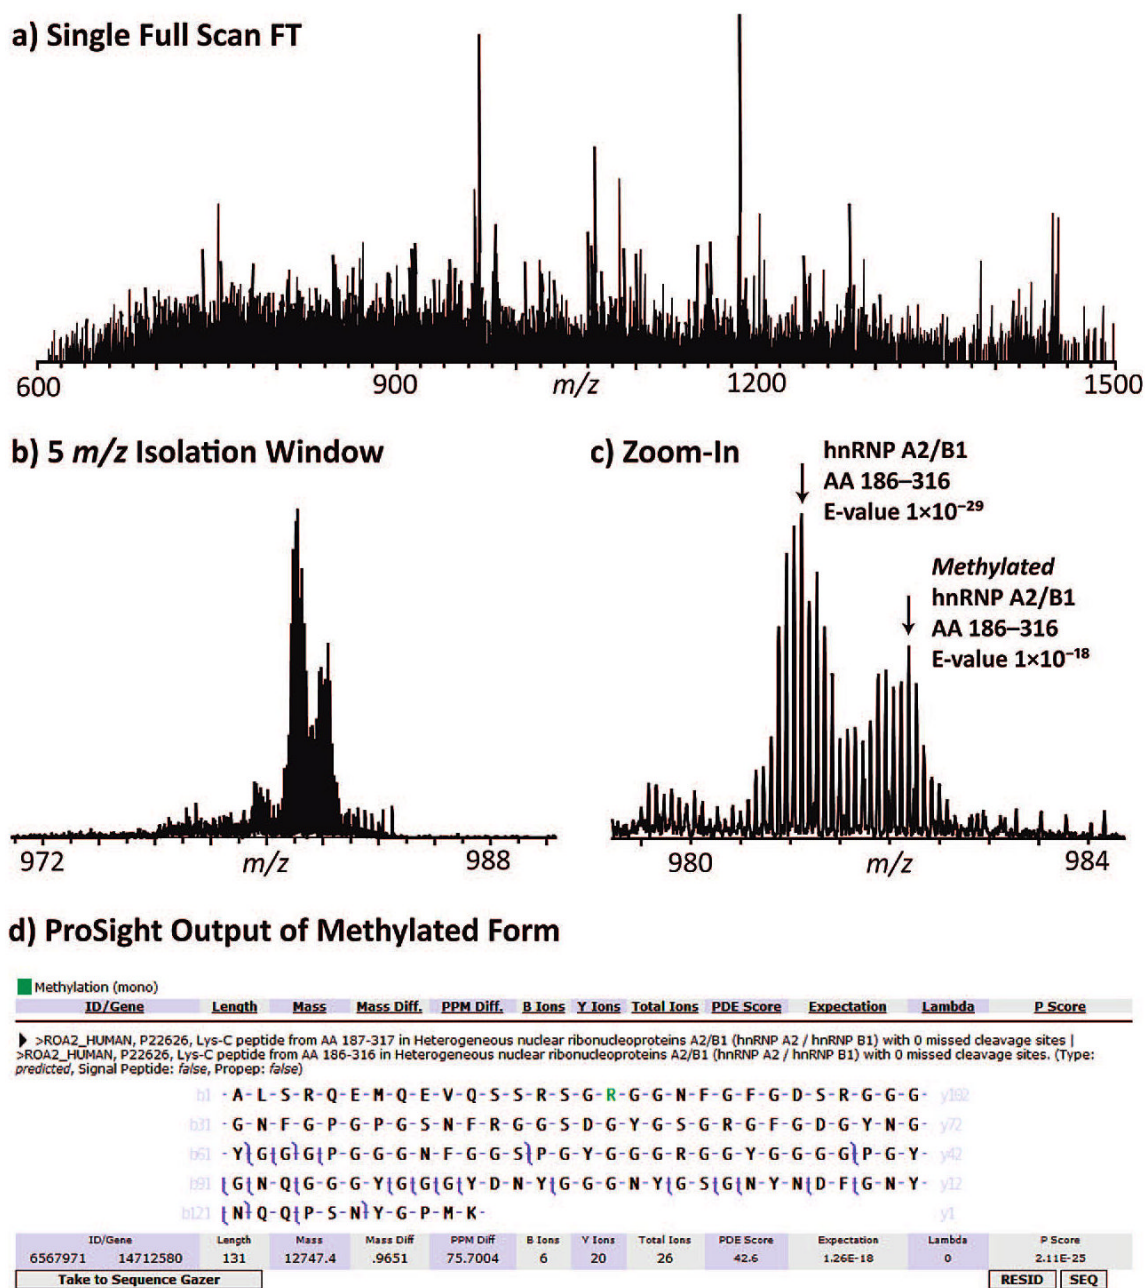 a) Single Full Scan FT
600 900 m/z 1200 1500
b) 5 m/z Isolation Window
972 m/z 988
c) Zoom-In
hnRNP A2/B1
AA 186–316
E-value 1×10⁻²⁹
Methylated
hnRNP A2/B1
AA 186–316
E-value 1×10⁻¹⁸
980 m/z 984
d) ProSight Output of Methylated Form
Methylation (mono)
ID/Gene Length Mass Mass Diff. PPM Diff. B Ions Y Ions Total Ions PDE Score Expectation Lambda P Score
>ROA2_HUMAN, P22626, Lys-C peptide from AA 187-317 in Heterogeneous nuclear ribonucleoproteins A2/B1 (hnRNP A2 / hnRNP B1) with 0 missed cleavage sites |
>ROA2_HUMAN, P22626, Lys-C peptide from AA 186-316 in Heterogeneous nuclear ribonucleoproteins A2/B1 (hnRNP A2 / hnRNP B1) with 0 missed cleavage sites. (Type:
predicted, Signal Peptide: false, Propep: false)
b1 -A-L-S-R-Q-E-M-Q-E-V-Q-S-S-R-S-G-R-G-G-N-F-G-F-G-D-S-R-G-G-G- y102
b31 -G-N-F-G-P-G-P-G-S-N-F-R-G-G-S-D-G-Y-G-S-G-R-G-F-G-D-G-Y-N-G- y72
b61 -Y-G-G-G-P-G-G-G-N-F-G-G-S-P-G-Y-G-G-G-R-G-G-Y-G-G-G-G-P-G-Y- y42
b91 G-N-Q-G-G-G-Y-G-G-G-Y-D-N-Y-G-G-G-N-Y-G-S-G-N-Y-N-D-F-G-N-Y- y12
b121 N-Q-Q-P-S-N-Y-G-P-M-K- y1
ID/Gene Length Mass Mass Diff PPM Diff B Ions Y Ions Total Ions PDE Score Expectation Lambda P Score
6567971 14712580 131 12747.4 .9651 75.7004 6 20 26 42.6 1.26E-18 0 2.11E-25
Take to Sequence Gazer RESID SEQ